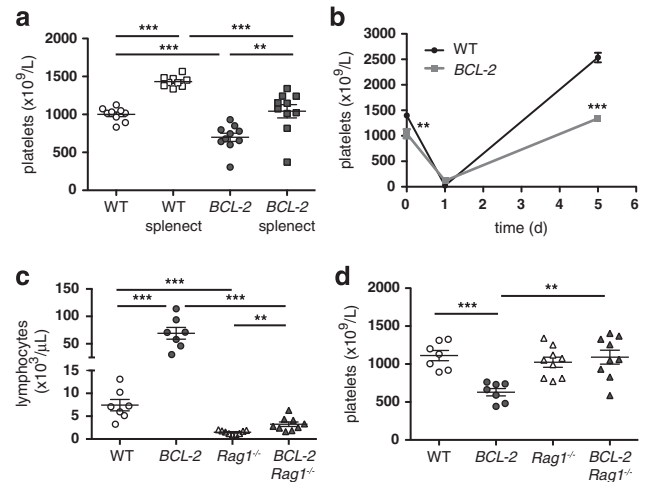 a
platelets (x10⁹/L)
2000
1500
1000
500
0
***
***
***
**
WT
WT splenect
BCL-2
BCL-2 splenect
b
platelets (x10⁹/L)
3000
2500
2000
1500
1000
500
0
WT
BCL-2
**
***
0 1 2 3 4 5 6
time (d)
c
lymphocytes (x10³/µL)
150
100
50
15
10
5
0
***
***
***
**
WT
BCL-2
Rag1⁻/⁻
BCL-2 Rag1⁻/⁻
d
platelets (x10⁹/L)
2000
1500
1000
500
0
***
**
WT
BCL-2
Rag1⁻/⁻
BCL-2 Rag1⁻/⁻